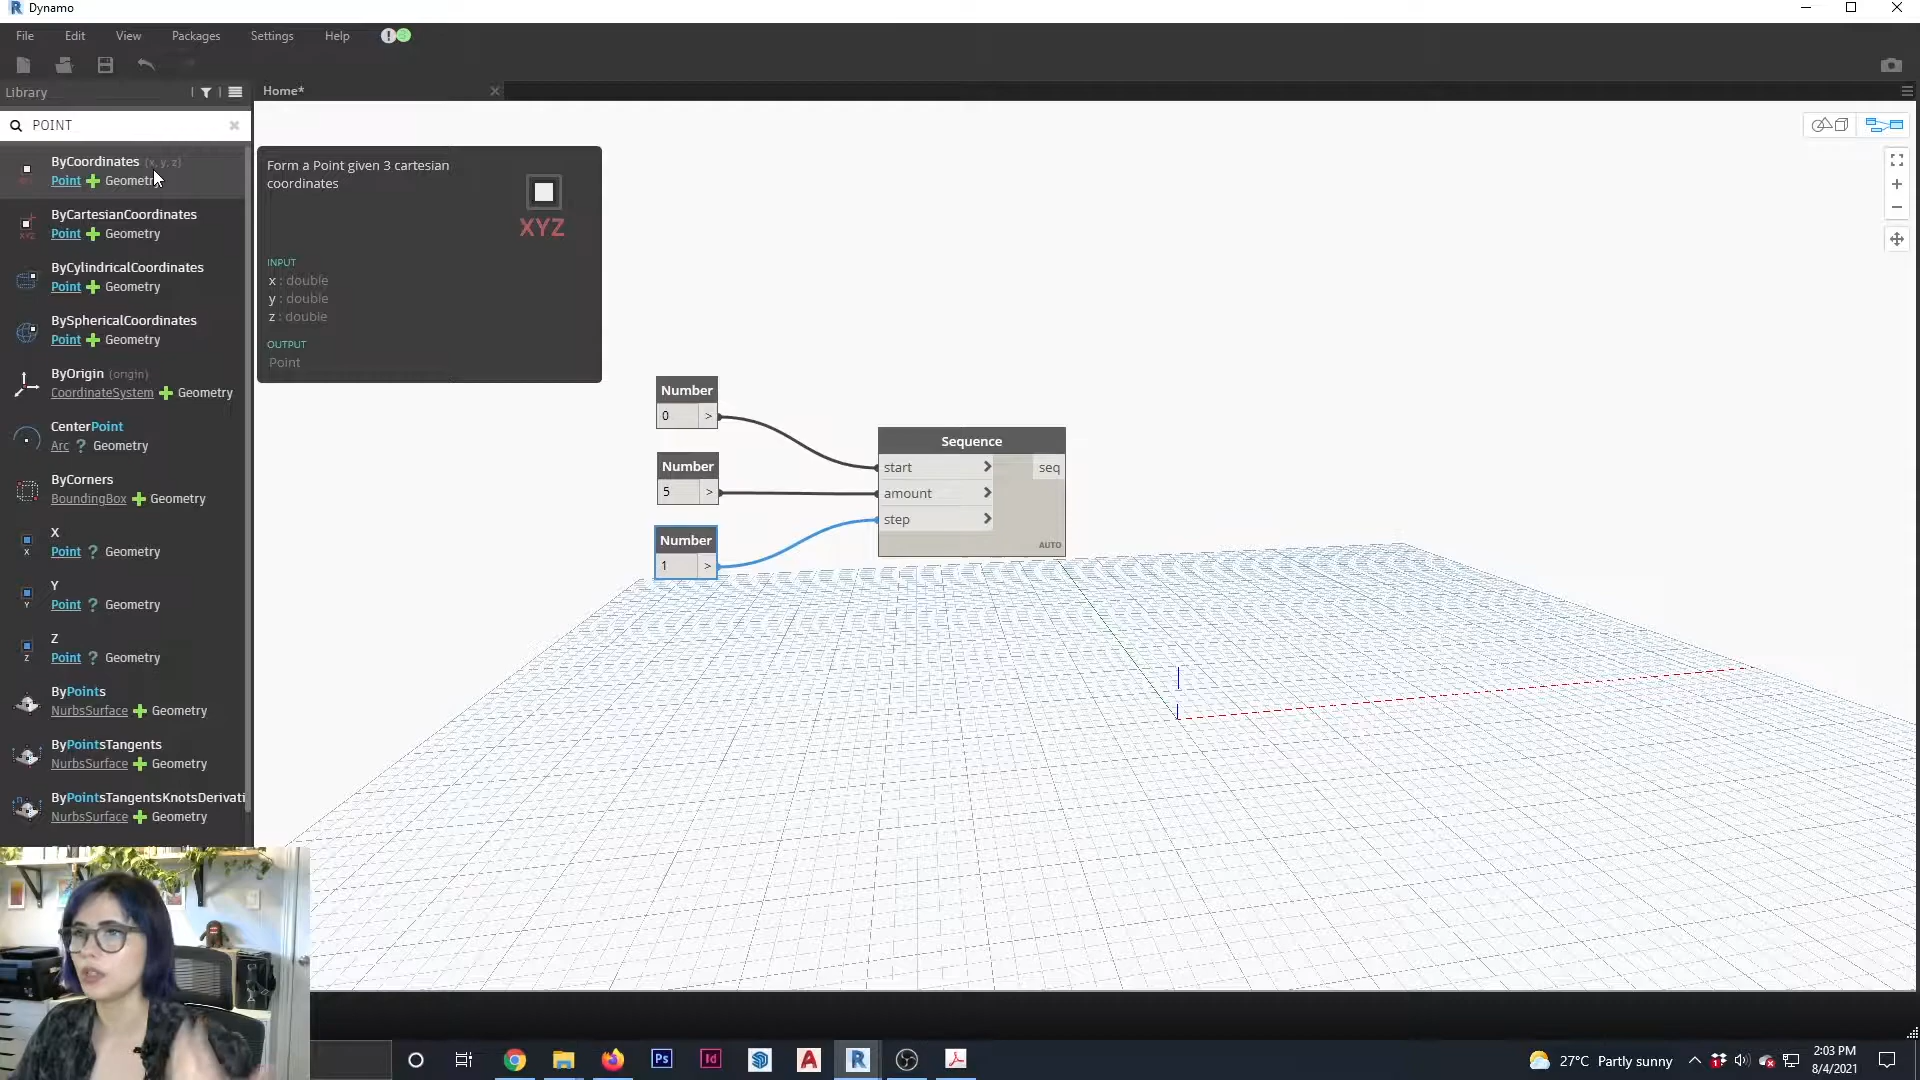 Dynamo
File Edit View Packages Settings Help
Library
Home*
POINT
ByCoordinates (x, y, z)
Point Geometry
ByCartesianCoordinates
Point Geometry
ByCylindricalCoordinates
Point Geometry
BySphericalCoordinates
Point Geometry
ByOrigin (origin)
CoordinateSystem Geometry
CenterPoint
Arc ? Geometry
ByCorners
BoundingBox Geometry
X
Point ? Geometry
Y
Point ? Geometry
Z
Point ? Geometry
ByPoints
NurbsSurface Geometry
ByPointsTangents
NurbsSurface Geometry
ByPointsTangentsKnotsDerivati
NurbsSurface Geometry
Form a Point given 3 cartesian
coordinates
XYZ
INPUT
x : double
y : double
z : double
OUTPUT
Point
Number
0 >
Number
5 >
Number
1 >
Sequence
start > seq
amount >
step >
AUTO
27°C Partly sunny
2:03 PM
8/4/2021